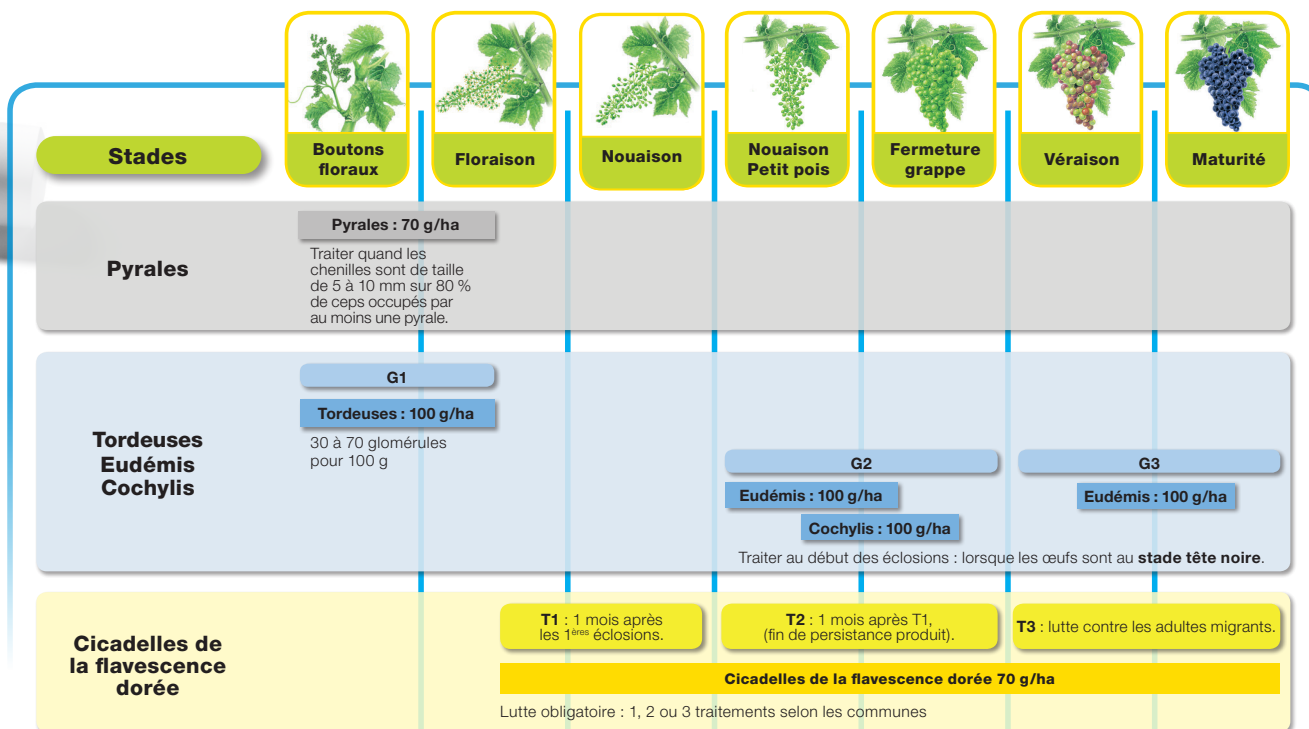 Stades
Boutons
floraux
Floraison
Nouaison
Nouaison
Petit pois
Fermeture
grappe
Véraison
Maturité
Pyrales
Pyrales : 70 g/ha
Traiter quand les
chenilles sont de taille
de 5 à 10 mm sur 80 %
de ceps occupés par
au moins une pyrale.
Tordeuses
Eudémis
Cochylis
G1
Tordeuses : 100 g/ha
30 à 70 glomérules
pour 100 g
G2
Eudémis : 100 g/ha
Cochylis : 100 g/ha
G3
Eudémis : 100 g/ha
Traiter au début des éclosions : lorsque les œufs sont au stade tête noire.
Cicadelles de
la flavescence
dorée
T1 : 1 mois après
les 1ères éclosions.
T2 : 1 mois après T1,
(fin de persistance produit).
T3 : lutte contre les adultes migrants.
Cicadelles de la flavescence dorée 70 g/ha
Lutte obligatoire : 1, 2 ou 3 traitements selon les communes